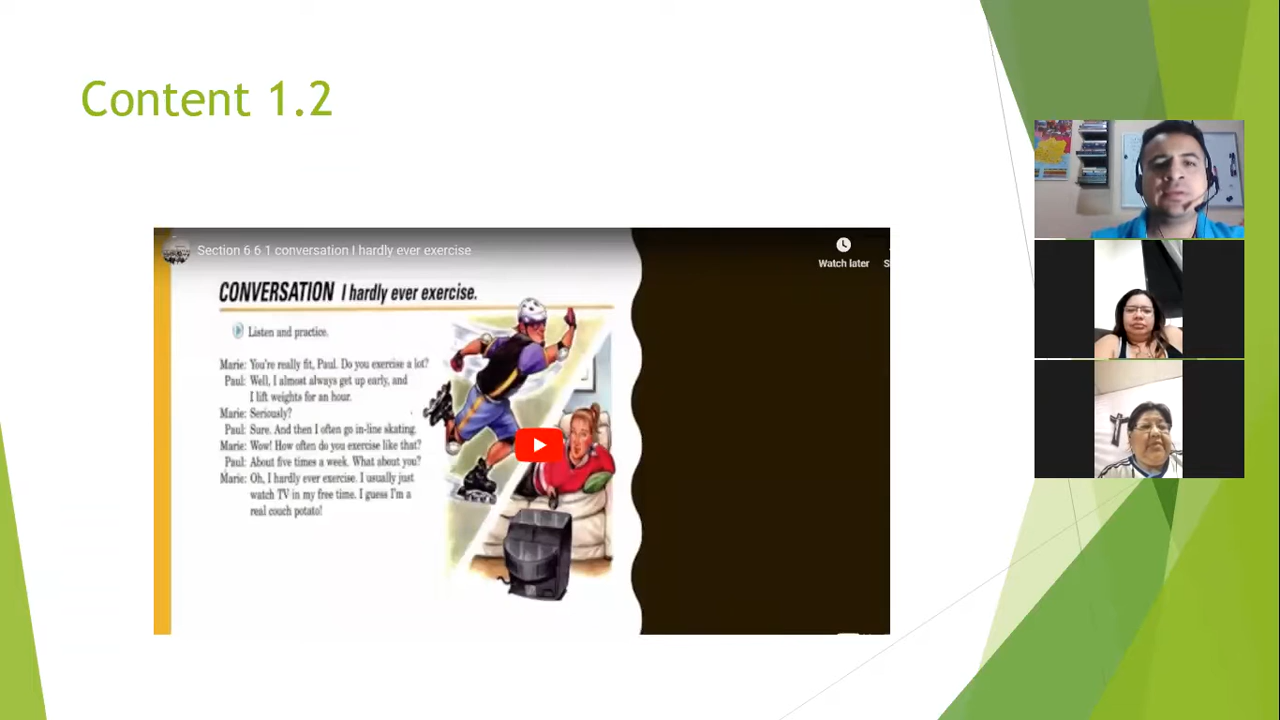 Content 1.2
Section 6 6 1 conversation I hardly ever exercise
Watch later
CONVERSATION I hardly ever exercise.
Listen and practice.
Marie: You're really fit, Paul. Do you exercise a lot?
Paul: Well, I almost always get up early, and
I lift weights for an hour.
Marie: Seriously?
Paul: Sure. And then I often go in-line skating.
Marie: Wow! How often do you exercise like that?
Paul: About five times a week. What about you?
Marie: Oh, I hardly ever exercise. I usually just
watch TV in my free time. I guess I'm a
real couch potato!